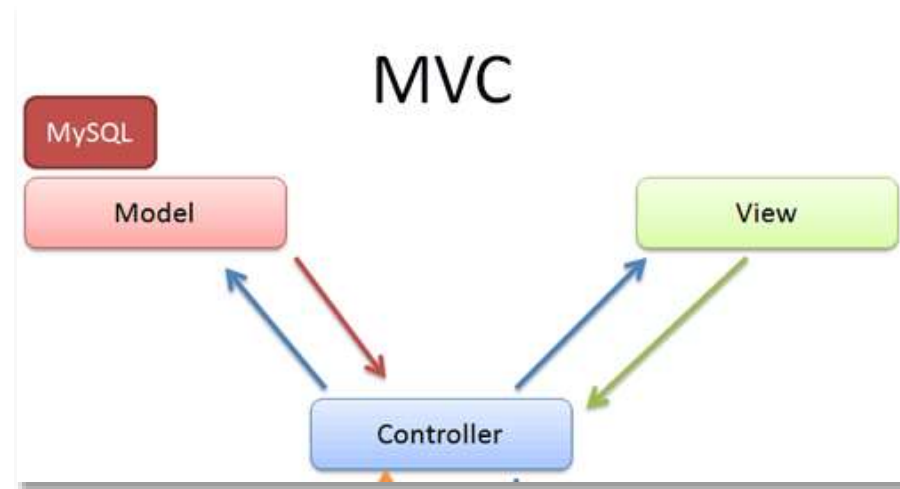 MVC
MySQL
Model
View
Controller